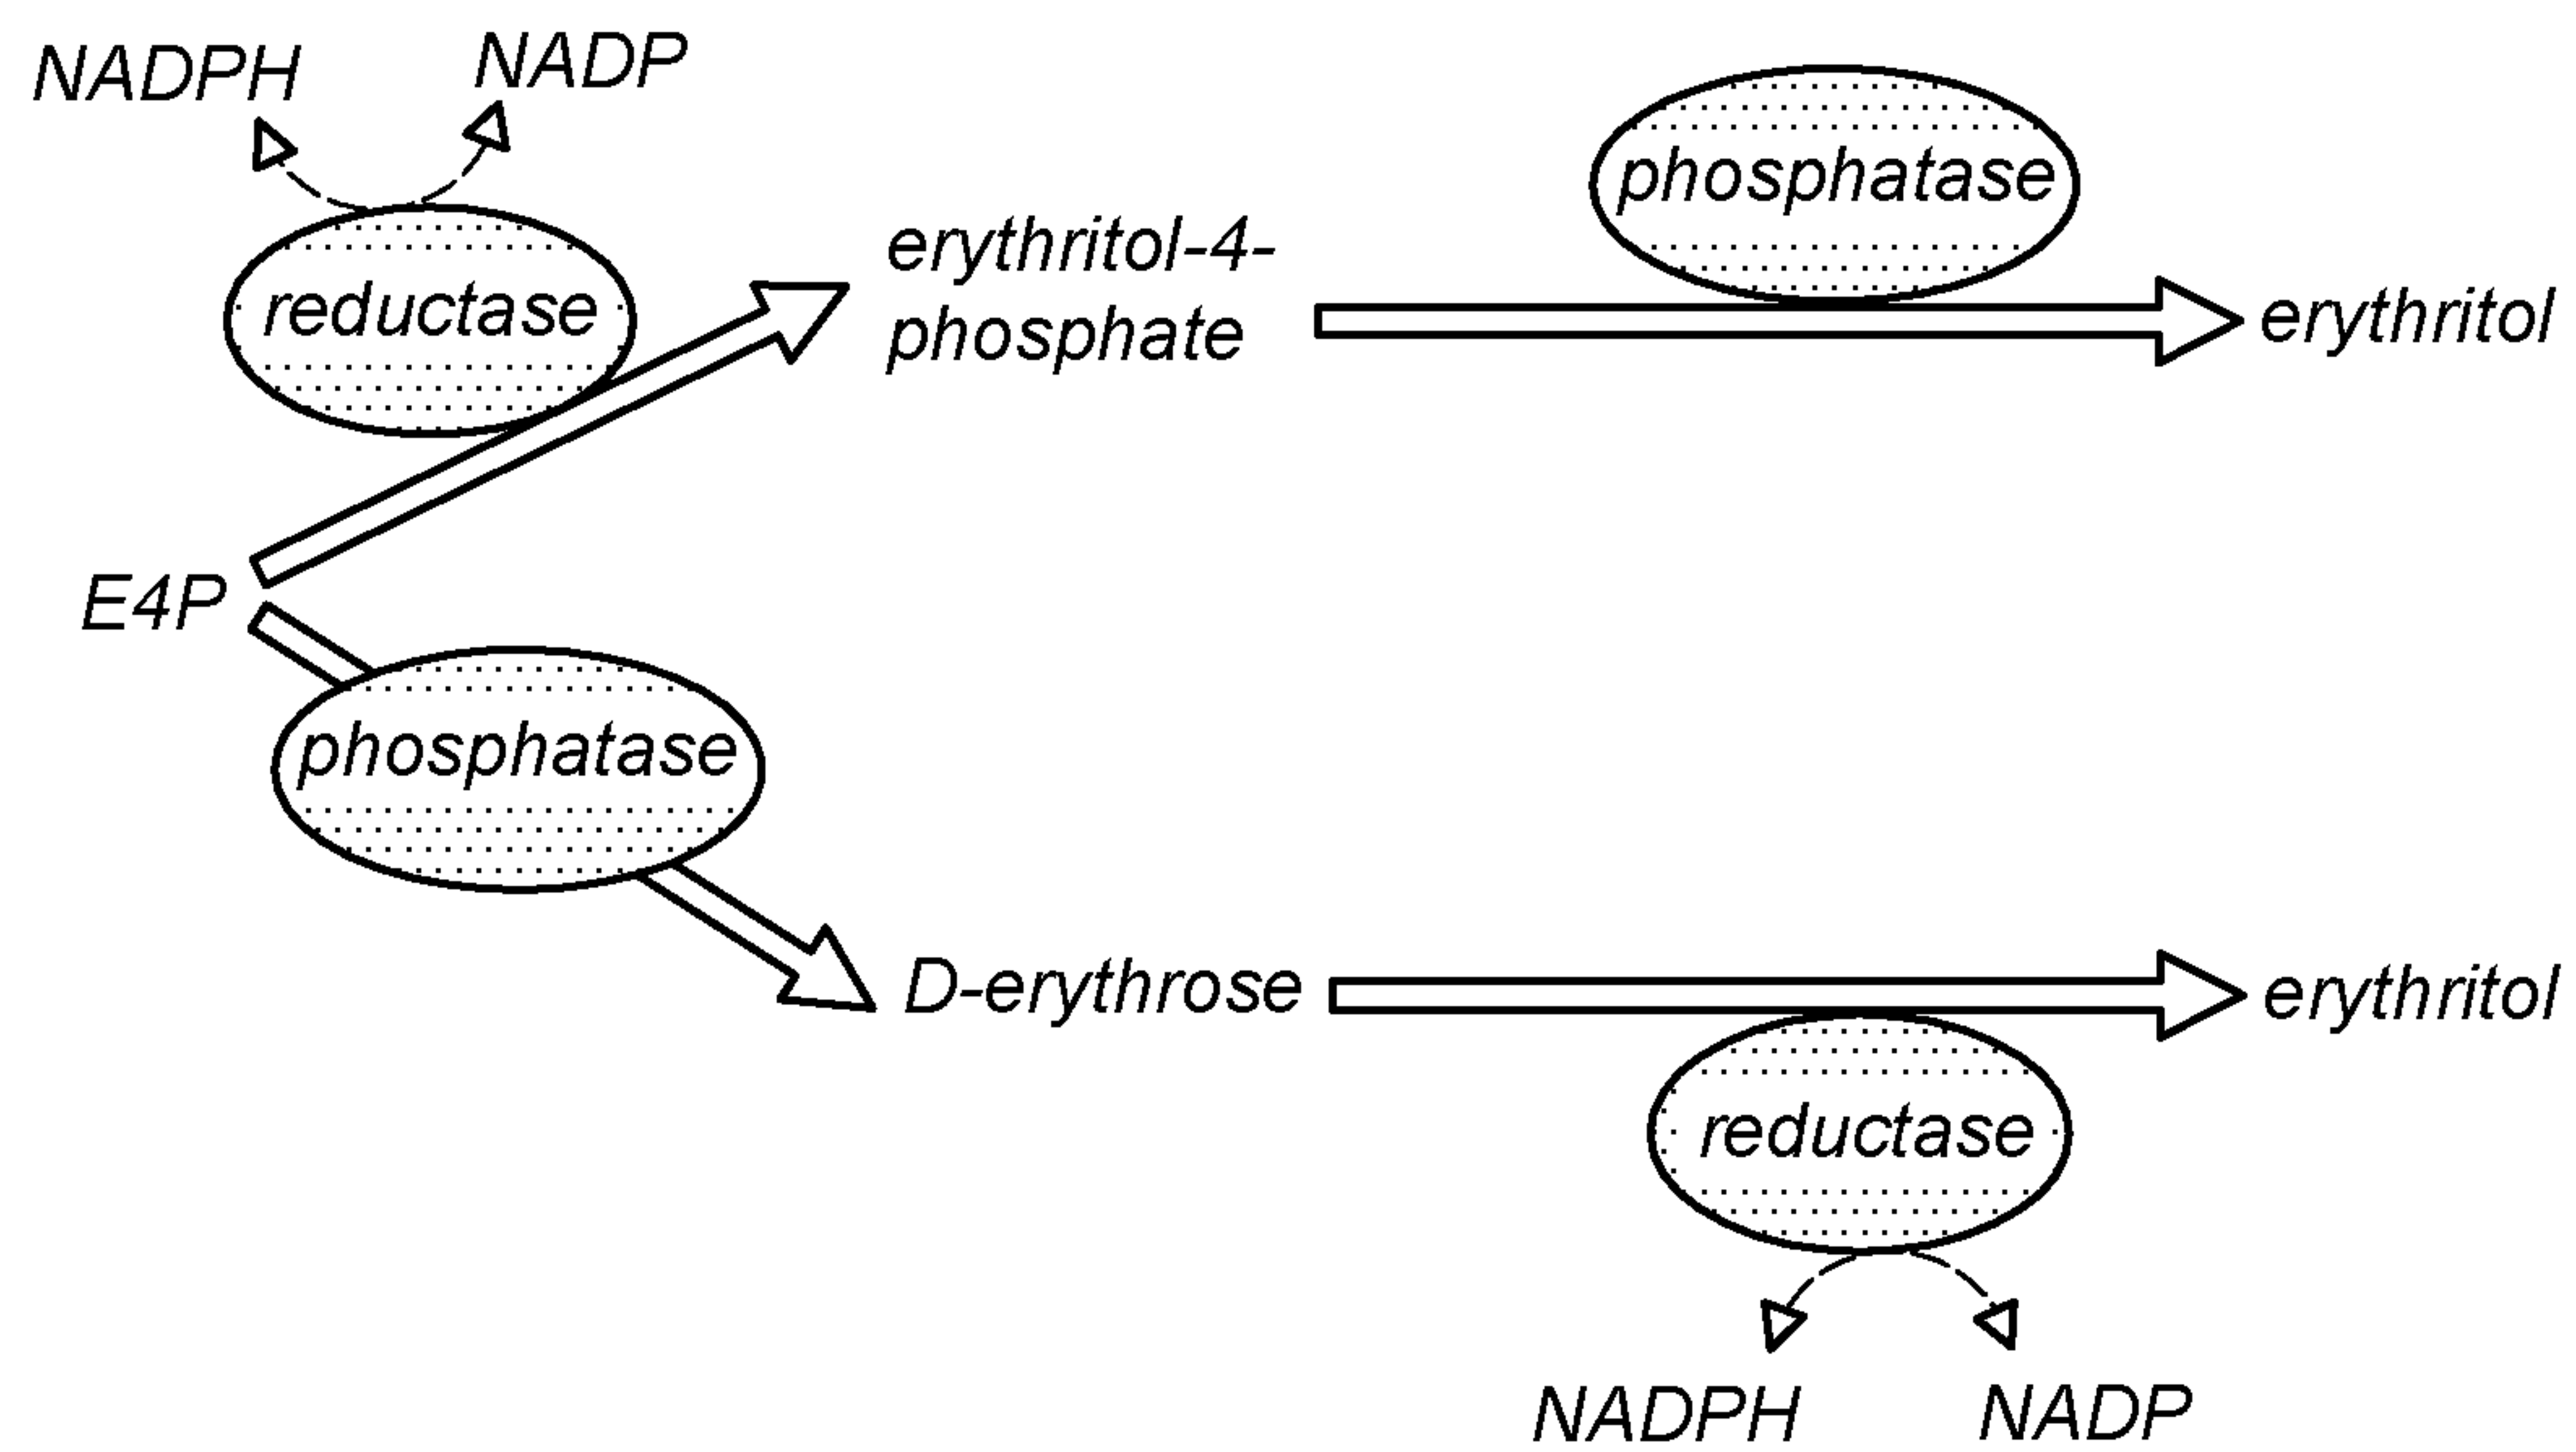 NADPH
NADP
reductase
erythritol-4-
phosphate
phosphatase
erythritol
E4P
phosphatase
D-erythrose
erythritol
reductase
NADPH
NADP